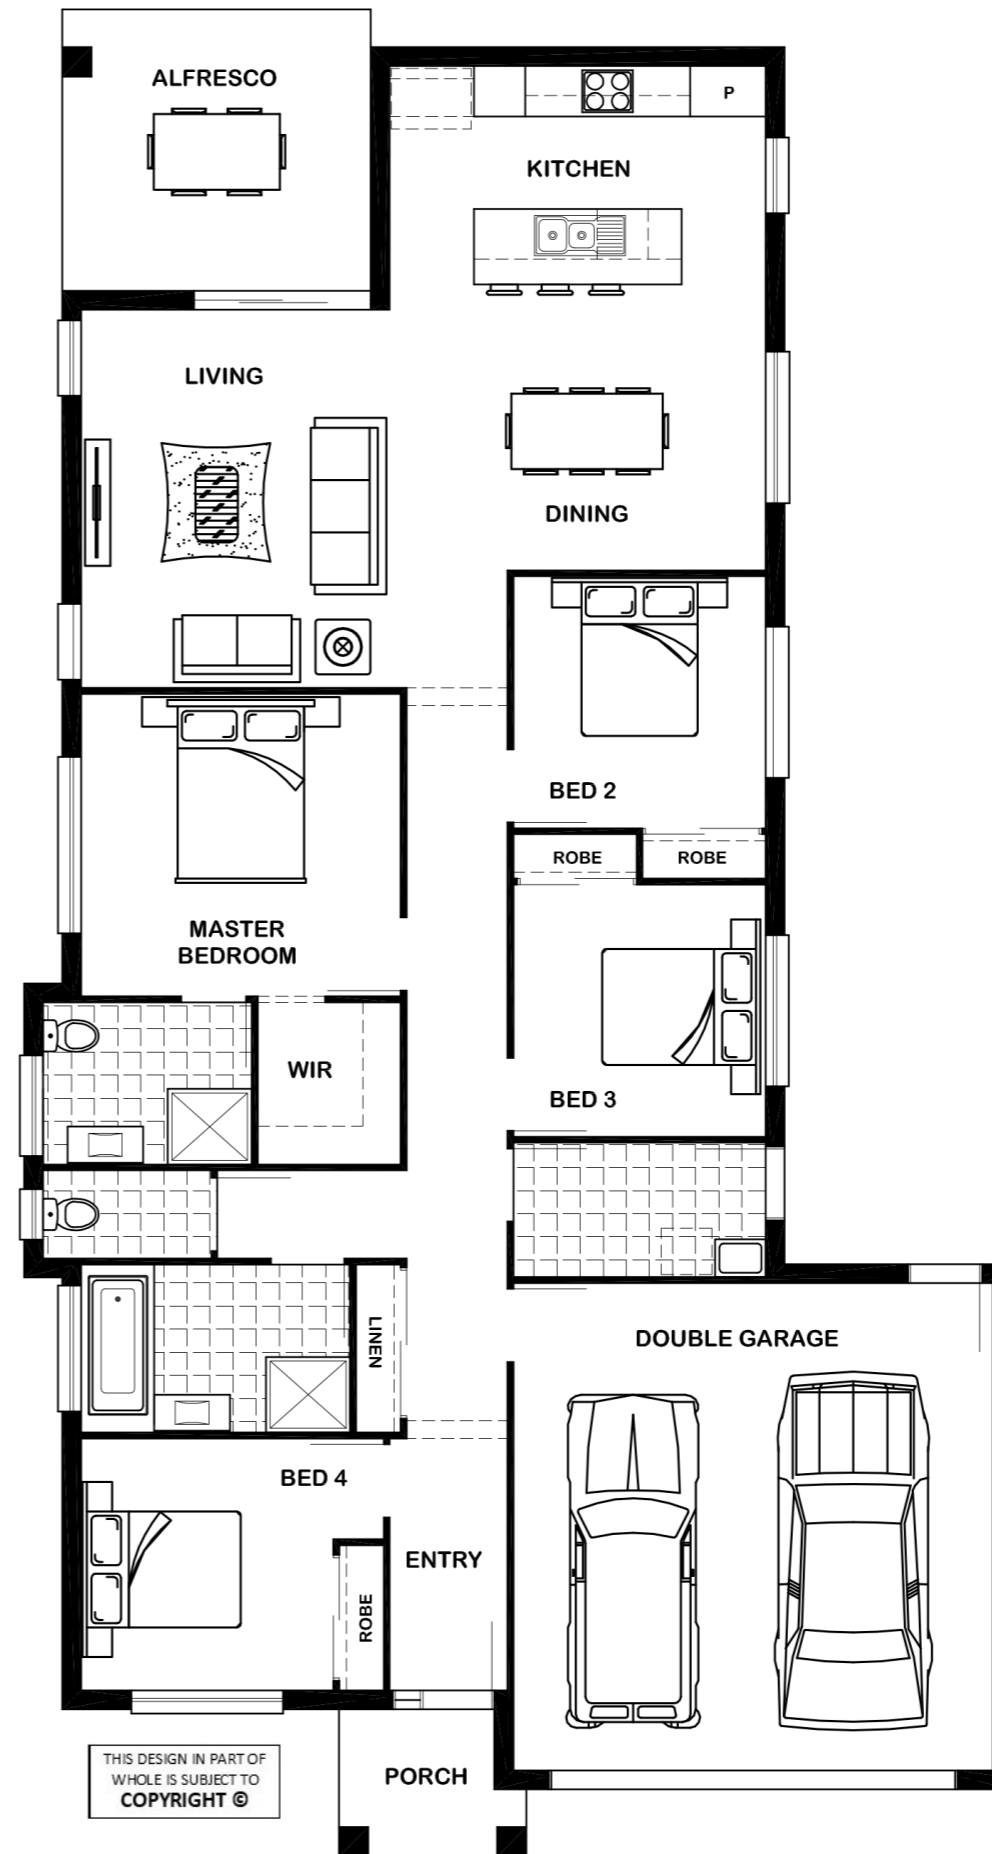 ALFRESCO
P
KITCHEN
LIVING
DINING
BED 2
ROBE
ROBE
MASTER
BEDROOM
WIR
BED 3
LINEN
DOUBLE GARAGE
BED 4
ENTRY
ROBE
PORCH
THIS DESIGN IN PART OF
WHOLE IS SUBJECT TO
COPYRIGHT ©